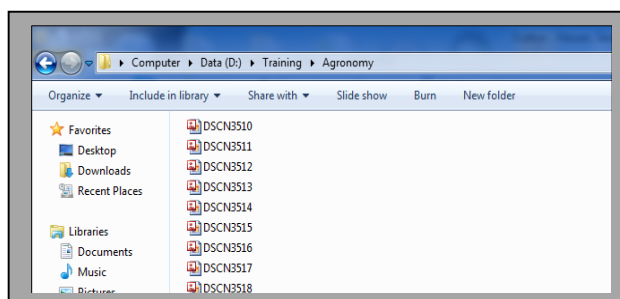 Computer ▸ Data (D:) ▸ Training ▸ Agronomy
Organize ▾ Include in library ▾ Share with ▾ Slide show Burn New folder
Favorites
Desktop
Downloads
Recent Places
Libraries
Documents
Music
Pictures
DSCN3510
DSCN3511
DSCN3512
DSCN3513
DSCN3514
DSCN3515
DSCN3516
DSCN3517
DSCN3518